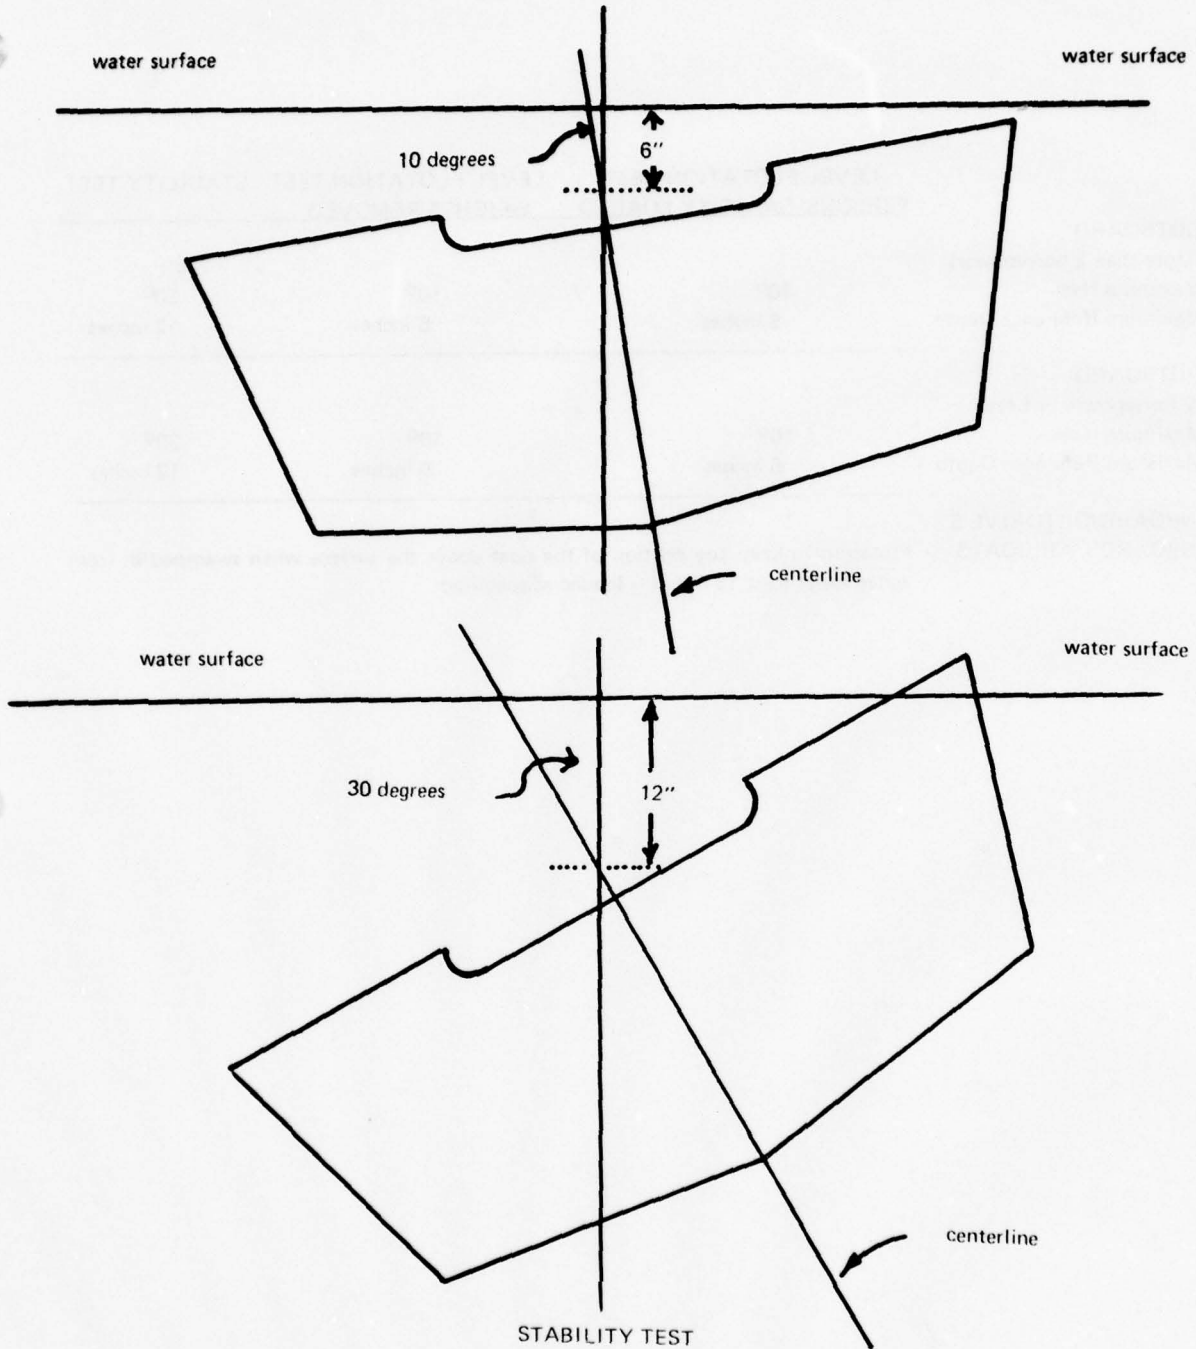 water surface
water surface
10 degrees
6"
centerline
water surface
water surface
30 degrees
12"
centerline
STABILITY TEST